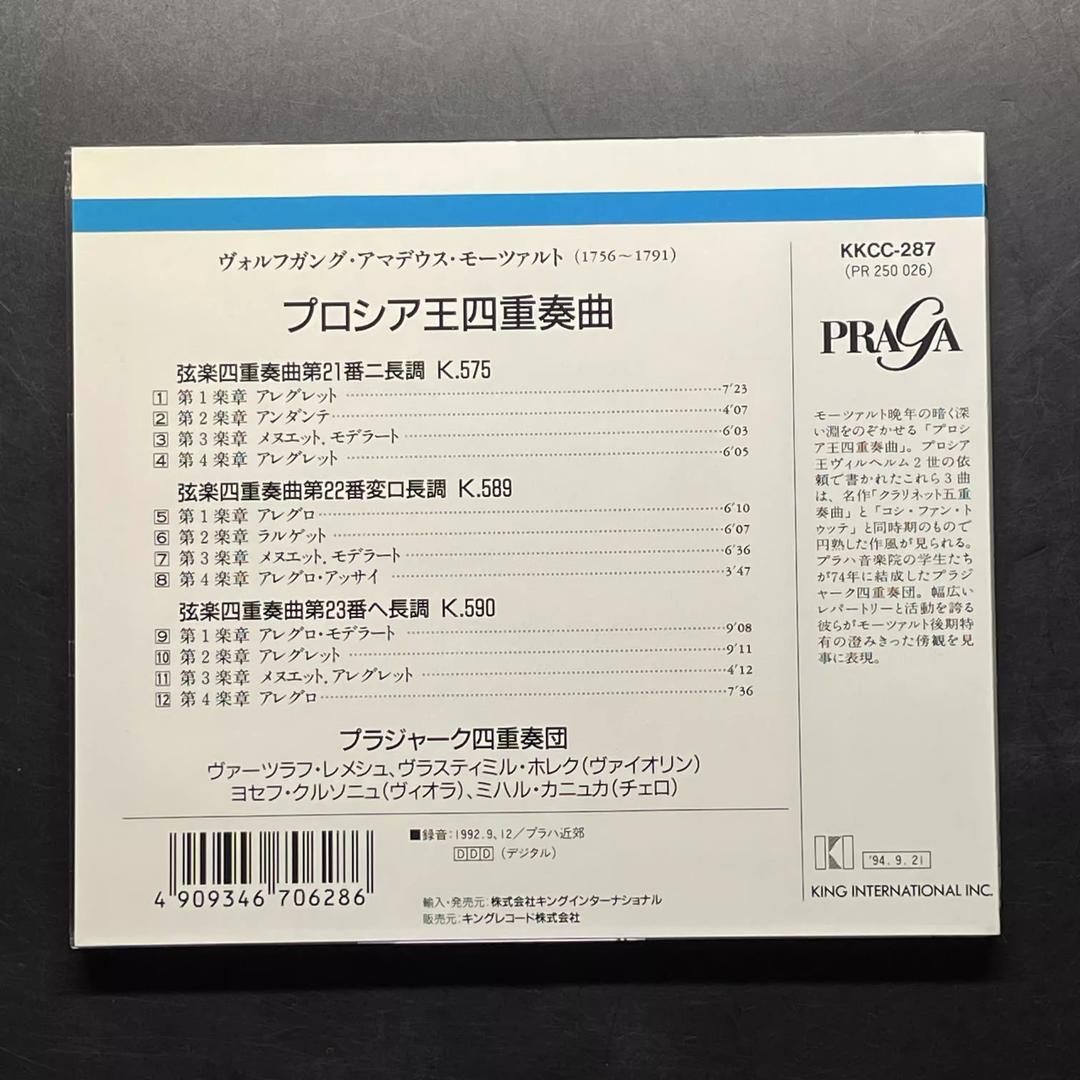 ヴォルフガング・アマデウス・モーツァルト (1756〜1791)
プロシア王四重奏曲
弦楽四重奏曲第21番ニ長調 K.575
1 第1楽章 アレグレット 7'23
2 第2楽章 アンダンテ 4'07
3 第3楽章 メヌエット,モデラート 6'03
4 第4楽章 アレグレット 6'05
弦楽四重奏曲第22番変ロ長調 K.589
5 第1楽章 アレグロ 6'10
6 第2楽章 ラルゲット 6'07
7 第3楽章 メヌエット,モデラート 6'36
8 第4楽章 アレグロ・アッサイ 3'47
弦楽四重奏曲第23番ヘ長調 K.590
9 第1楽章 アレグロ・モデラート 9'08
10 第2楽章 アレグレット 9'11
11 第3楽章 メヌエット,アレグレット 4'12
12 第4楽章 アレグロ 7'36
プラジャーク四重奏団
ヴァーツラフ・レメシュ、ヴラスティミル・ホレク(ヴァイオリン)
ヨセフ・クルソニュ(ヴィオラ)、ミハル・カニュカ(チェロ)
4 909346 706286
■録音:1992.9、12/プラハ近郊
DDD (デジタル)
輸入・発売元:株式会社キングインターナショナル
販売元:キングレコード株式会社
KKCC-287
(PR 250 026)
PRAGA
モーツァルト晩年の暗く深
い淵をのぞかせる「プロシ
ア王四重奏曲」。プロシア
王ヴィルヘルム2世の依
頼で書かれたこれら3曲
は、名作「クラリネット五重
奏曲」と「コシ・ファン・ト
ゥッテ」と同時期のもので
円熟した作風が見られる。
プラハ音楽院の学生たち
が74年に結成したプラジ
ャーク四重奏団。幅広い
レパートリーと活動を誇る
彼らがモーツァルト後期特
有の澄みきった傍観を見
事に表現。
KI
'94.9.21
KING INTERNATIONAL INC.